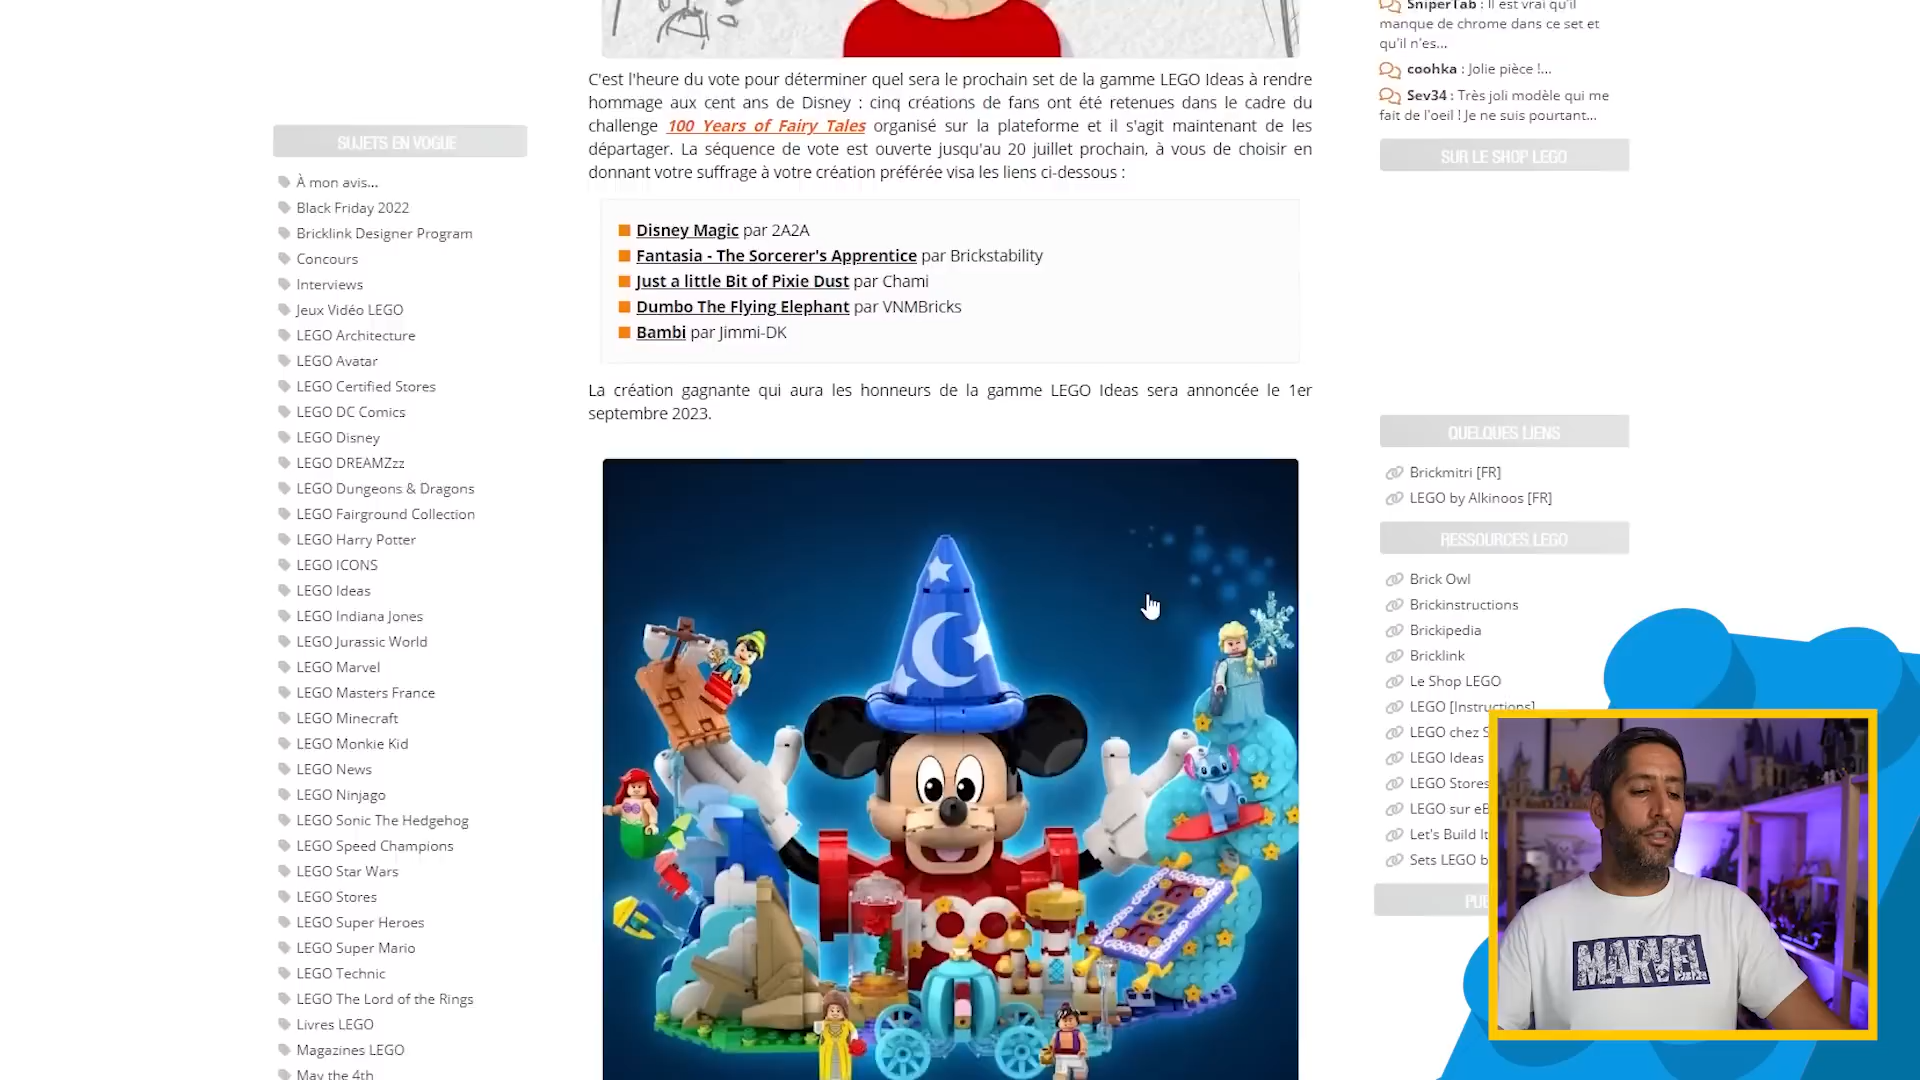 SUJETS EN VOGUE
À mon avis...
Black Friday 2022
Bricklink Designer Program
Concours
Interviews
Jeux Vidéo LEGO
LEGO Architecture
LEGO Avatar
LEGO Certified Stores
LEGO DC Comics
LEGO Disney
LEGO DREAMZzz
LEGO Dungeons & Dragons
LEGO Fairground Collection
LEGO Harry Potter
LEGO ICONS
LEGO Ideas
LEGO Indiana Jones
LEGO Jurassic World
LEGO Marvel
LEGO Masters France
LEGO Minecraft
LEGO Monkie Kid
LEGO News
LEGO Ninjago
LEGO Sonic The Hedgehog
LEGO Speed Champions
LEGO Star Wars
LEGO Stores
LEGO Super Heroes
LEGO Super Mario
LEGO Technic
LEGO The Lord of the Rings
Livres LEGO
Magazines LEGO
May the 4th
C'est l'heure du vote pour déterminer quel sera le prochain set de la gamme LEGO Ideas à rendre
hommage aux cent ans de Disney : cinq créations de fans ont été retenues dans le cadre du
challenge 100 Years of Fairy Tales organisé sur la plateforme et il s'agit maintenant de les
départager. La séquence de vote est ouverte jusqu'au 20 juillet prochain, à vous de choisir en
donnant votre suffrage à votre création préférée visa les liens ci-dessous :
Disney Magic par 2A2A
Fantasia - The Sorcerer's Apprentice par Brickstability
Just a little Bit of Pixie Dust par Chami
Dumbo The Flying Elephant par VNMBricks
Bambi par Jimmi-DK
La création gagnante qui aura les honneurs de la gamme LEGO Ideas sera annoncée le 1er
septembre 2023.
100
SniperTab : Il est vrai qu'il
manque de chrome dans ce set et
qu'il n'es...
coohka : Jolie pièce !...
Sev34 : Très joli modèle qui me
fait de l'oeil ! Je ne suis pourtant...
SUR LE SHOP LEGO
QUELQUES LIENS
Brickmitri [FR]
LEGO by Alkinoos [FR]
RESSOURCES LEGO
Brick Owl
Brickinstructions
Brickipedia
Bricklink
Le Shop LEGO
LEGO [Instructions]
LEGO chez
LEGO Ideas
LEGO Stores
LEGO sur
Let's Build
Sets LEGO
MARVEL